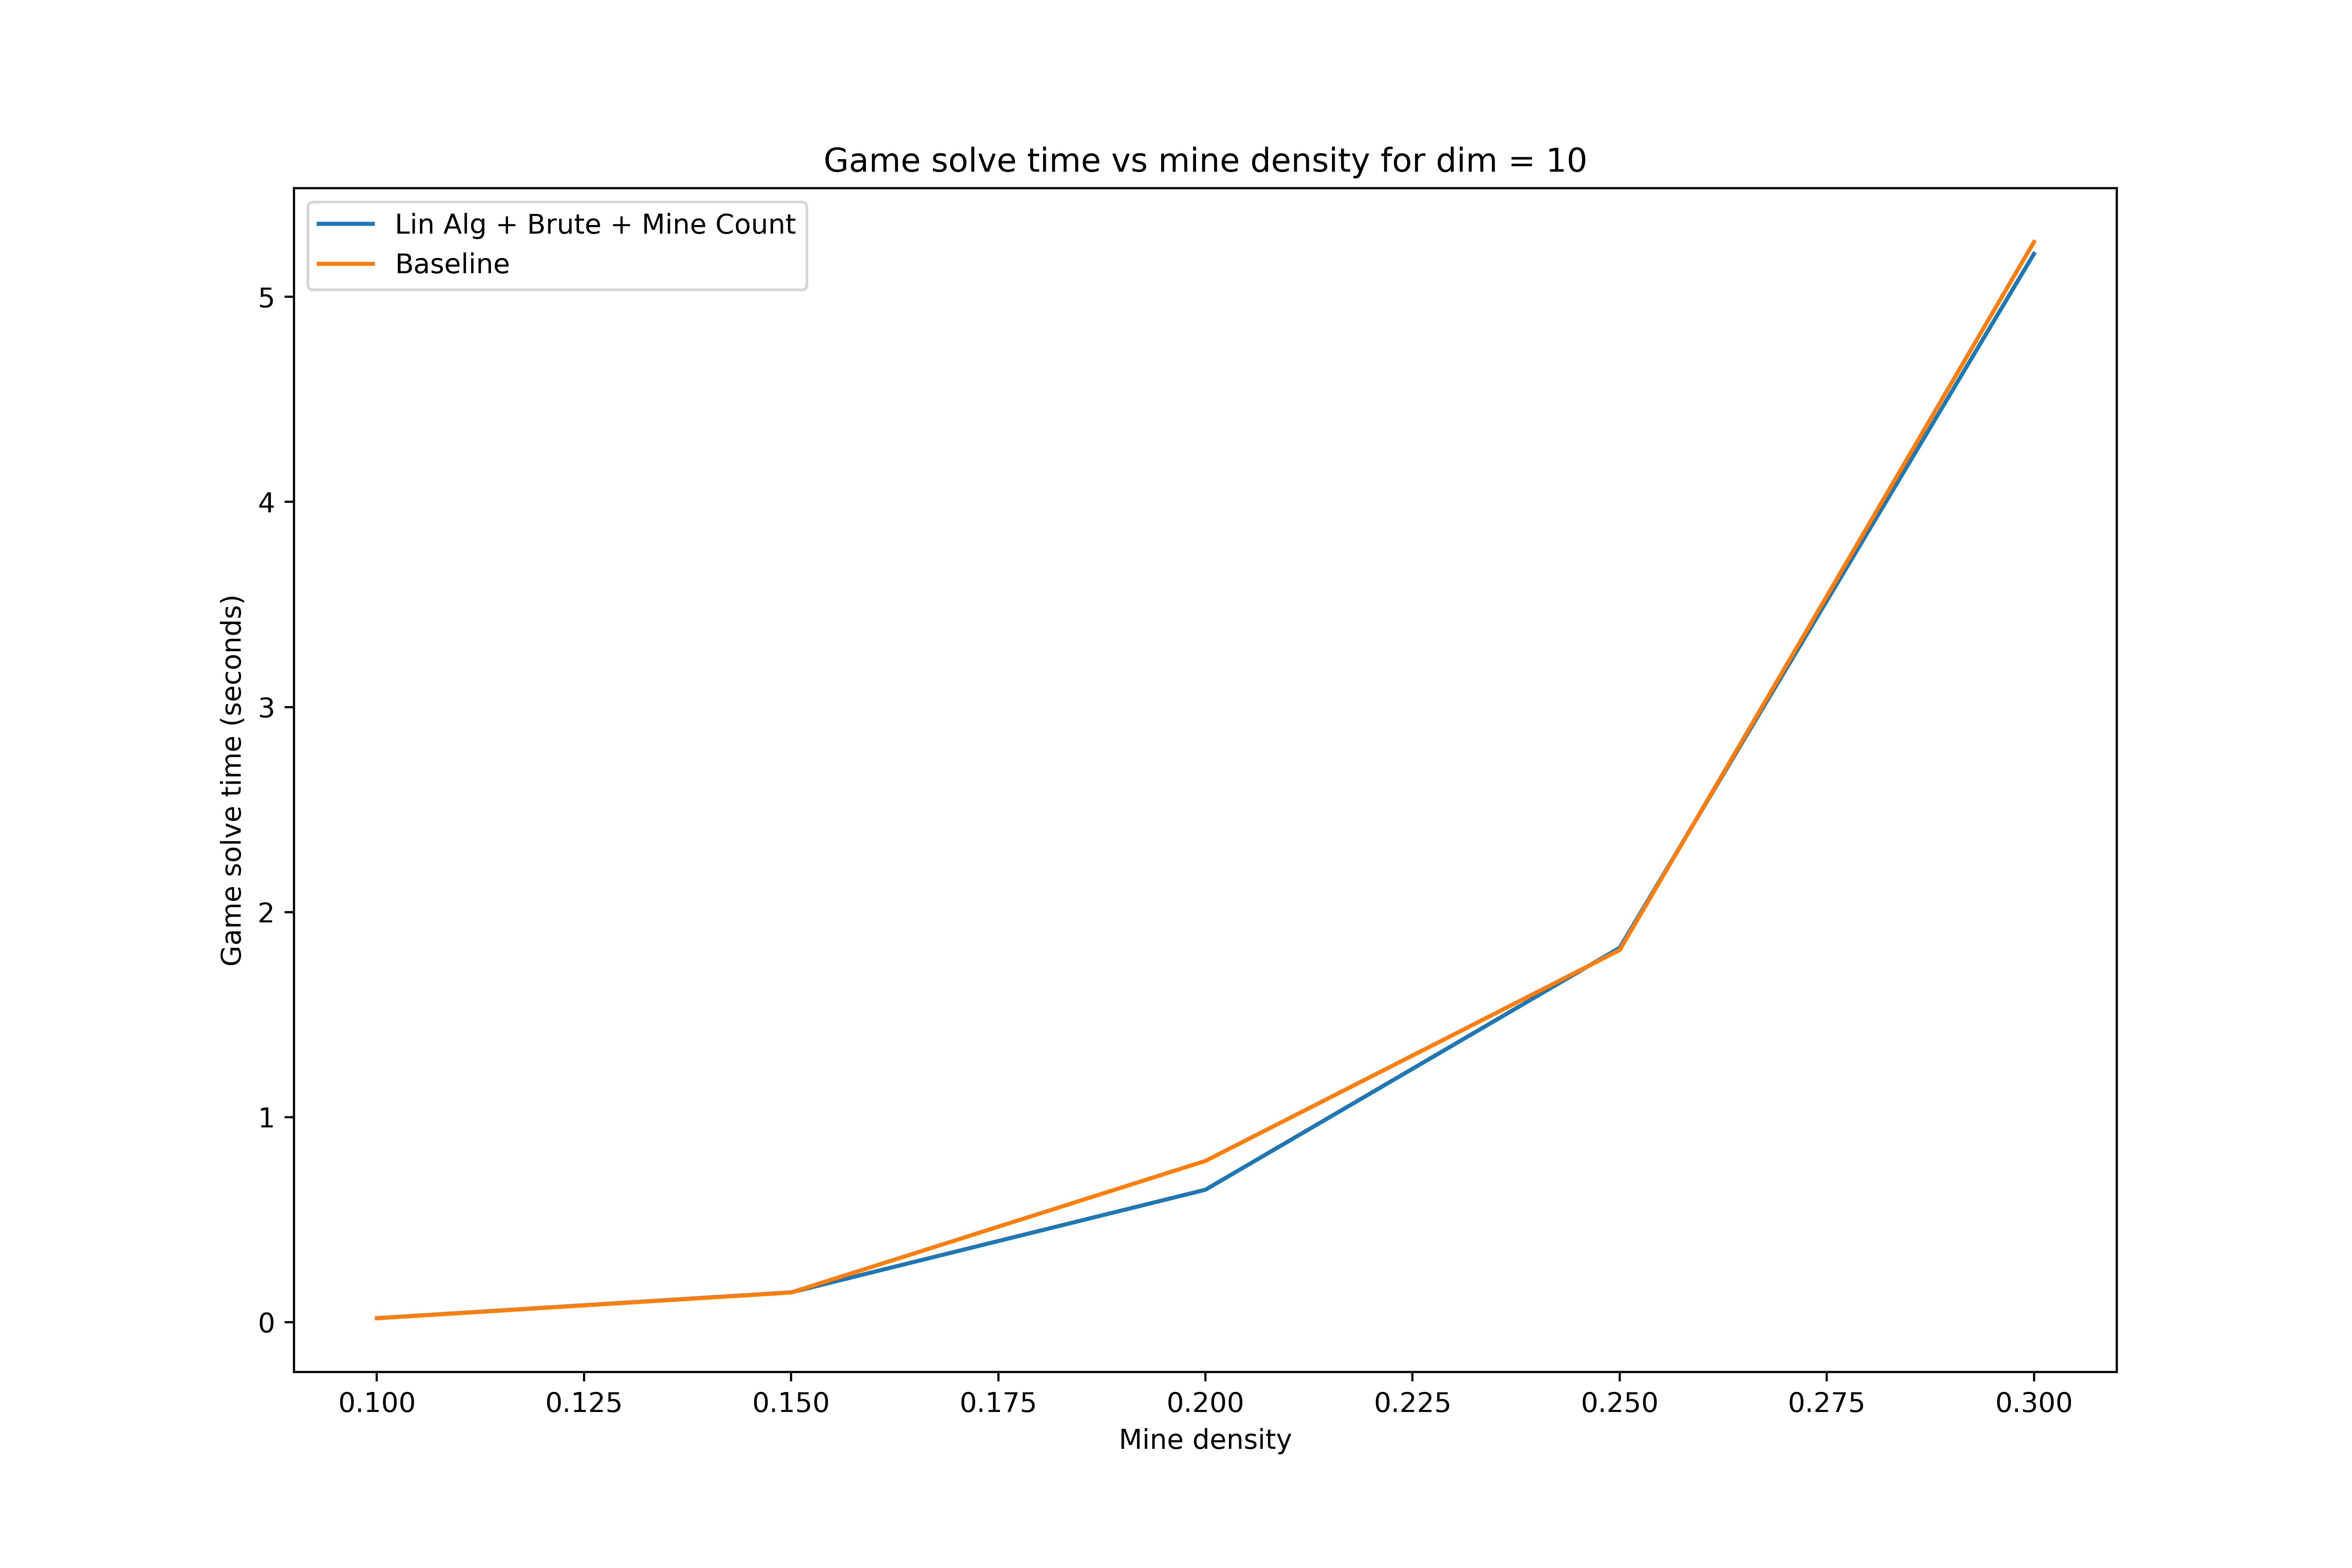 Game solve time vs mine density for dim = 10
Lin Alg + Brute + Mine Count
Baseline
Game solve time (seconds)
5
4
3
2
1
0
0.100 0.125 0.150 0.175 0.200 0.225 0.250 0.275 0.300
Mine density